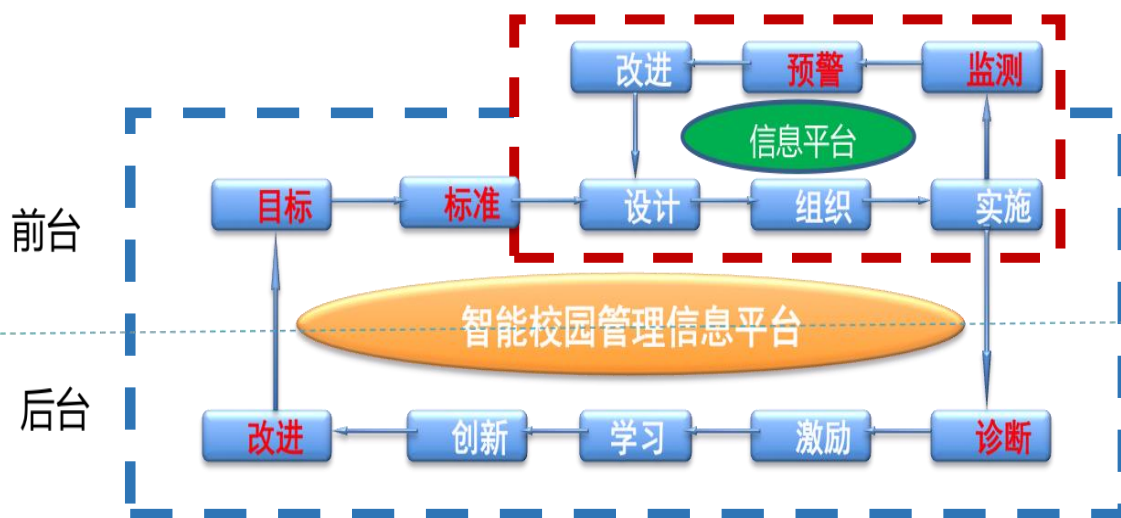 改进
预警
监测
信息平台
目标
标准
设计
组织
实施
前台
智能校园管理信息平台
后台
改进
创新
学习
激励
诊断